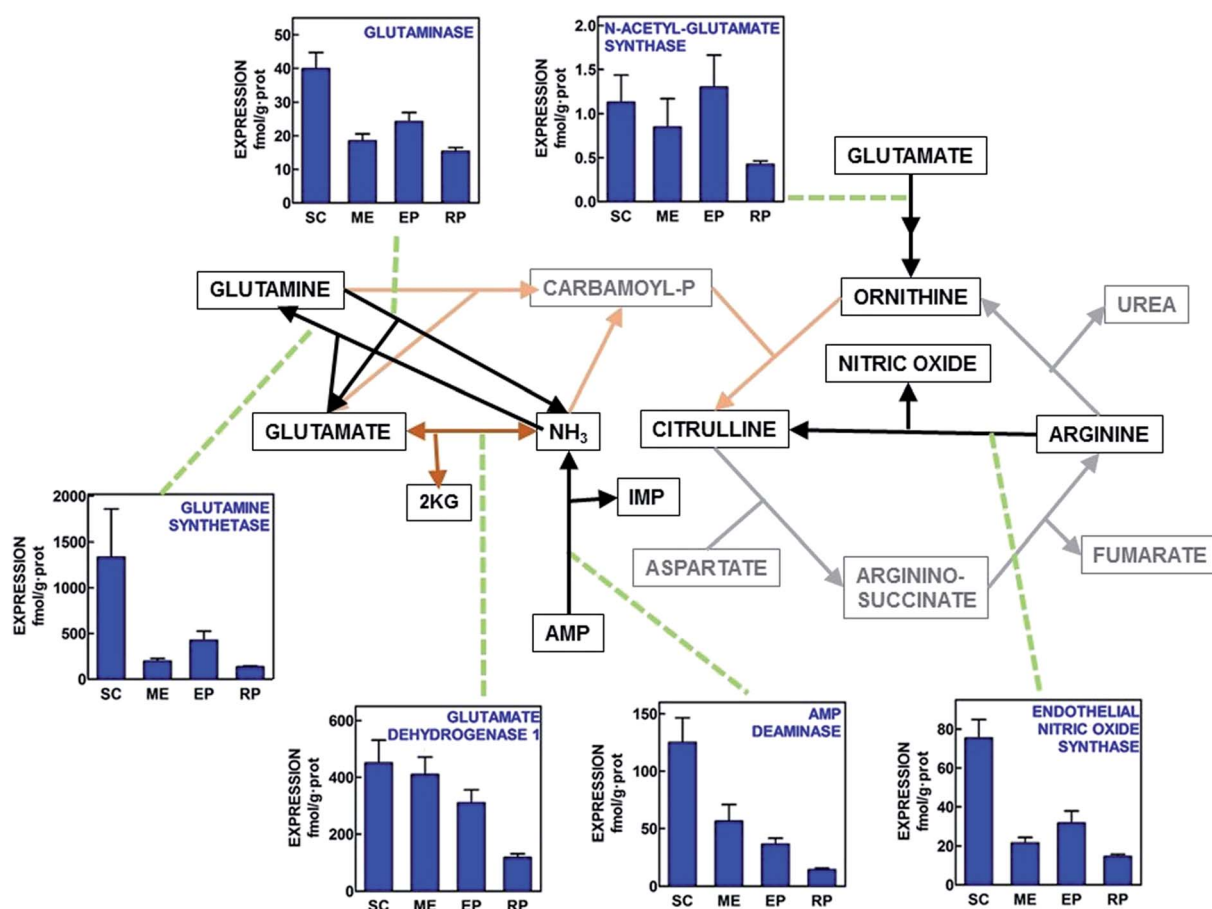 GLUTAMINASE
EXPRESSION
fmol/g·prot
50
40
30
20
10
0
SC ME EP RP
N-ACETYL-GLUTAMATE
SYNTHASE
EXPRESSION
fmol/g·prot
2.0
1.5
1.0
0.5
0.0
SC ME EP RP
GLUTAMATE
GLUTAMINE
CARBAMOYL-P
ORNITHINE
UREA
NITRIC OXIDE
GLUTAMATE
NH₃
CITRULLINE
ARGININE
2KG
IMP
ASPARTATE
ARGININO-
SUCCINATE
FUMARATE
AMP
GLUTAMINE
SYNTHETASE
EXPRESSION
fmol/g·prot
2000
1500
1000
500
0
SC ME EP RP
GLUTAMATE
DEHYDROGENASE 1
EXPRESSION
fmol/g·prot
600
400
200
0
SC ME EP RP
AMP
DEAMINASE
EXPRESSION
fmol/g·prot
150
100
50
0
SC ME EP RP
ENDOTHELIAL
NITRIC OXIDE
SYNTHASE
EXPRESSION
fmol/g·prot
80
60
40
20
0
SC ME EP RP